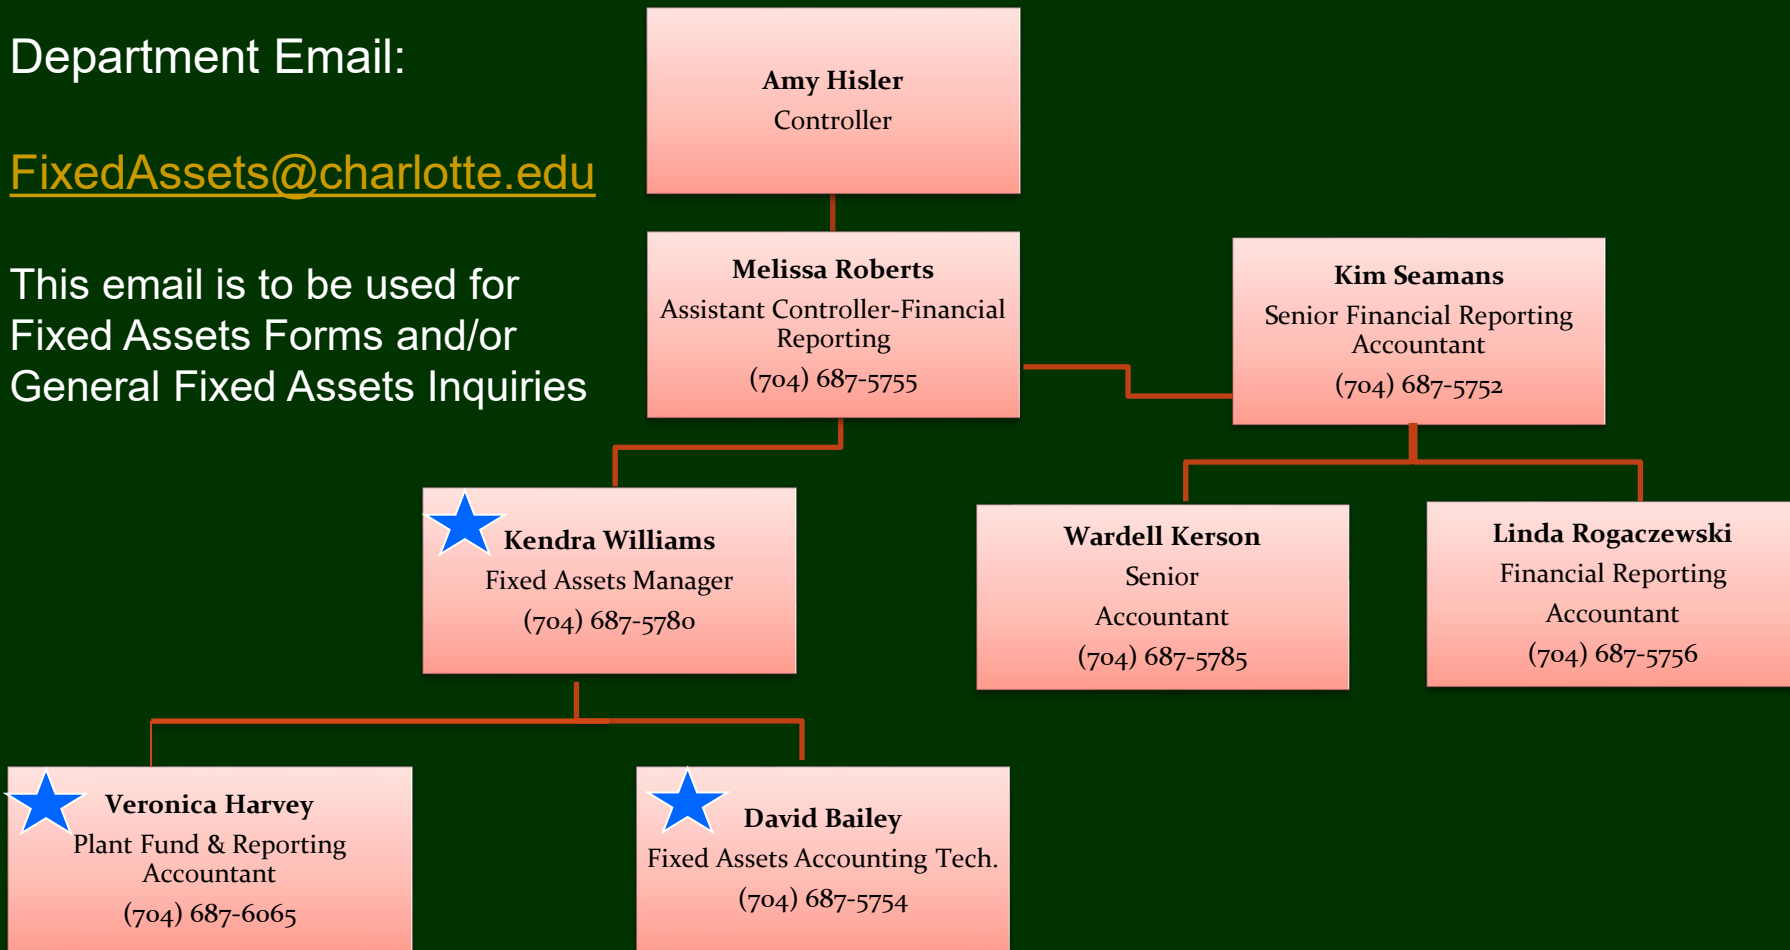 Department Email:
FixedAssets@charlotte.edu
This email is to be used for
Fixed Assets Forms and/or
General Fixed Assets Inquiries
Amy Hisler
Controller
Melissa Roberts
Assistant Controller-Financial
Reporting
(704) 687-5755
Kim Seamans
Senior Financial Reporting
Accountant
(704) 687-5752
Kendra Williams
Fixed Assets Manager
(704) 687-5780
Wardell Kerson
Senior
Accountant
(704) 687-5785
Linda Rogaczewski
Financial Reporting
Accountant
(704) 687-5756
Veronica Harvey
Plant Fund & Reporting
Accountant
(704) 687-6065
David Bailey
Fixed Assets Accounting Tech.
(704) 687-5754